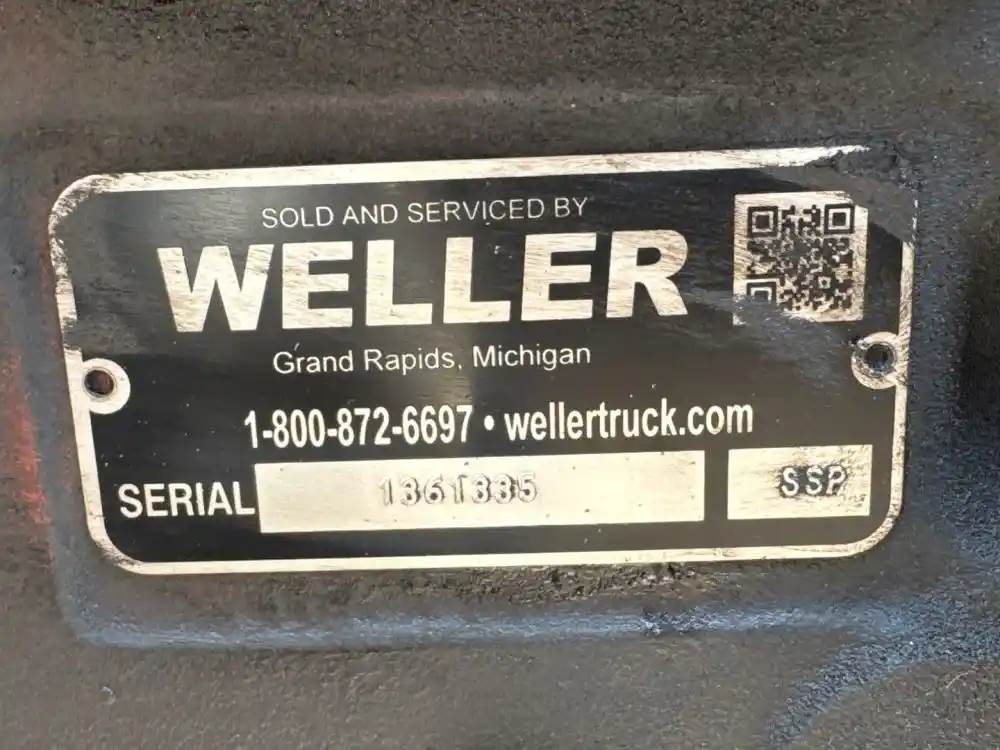 SOLD AND SERVICED BY
WELLER
Grand Rapids, Michigan
1-800-872-6697 • wellertruck.com
SERIAL 1361335 SSP